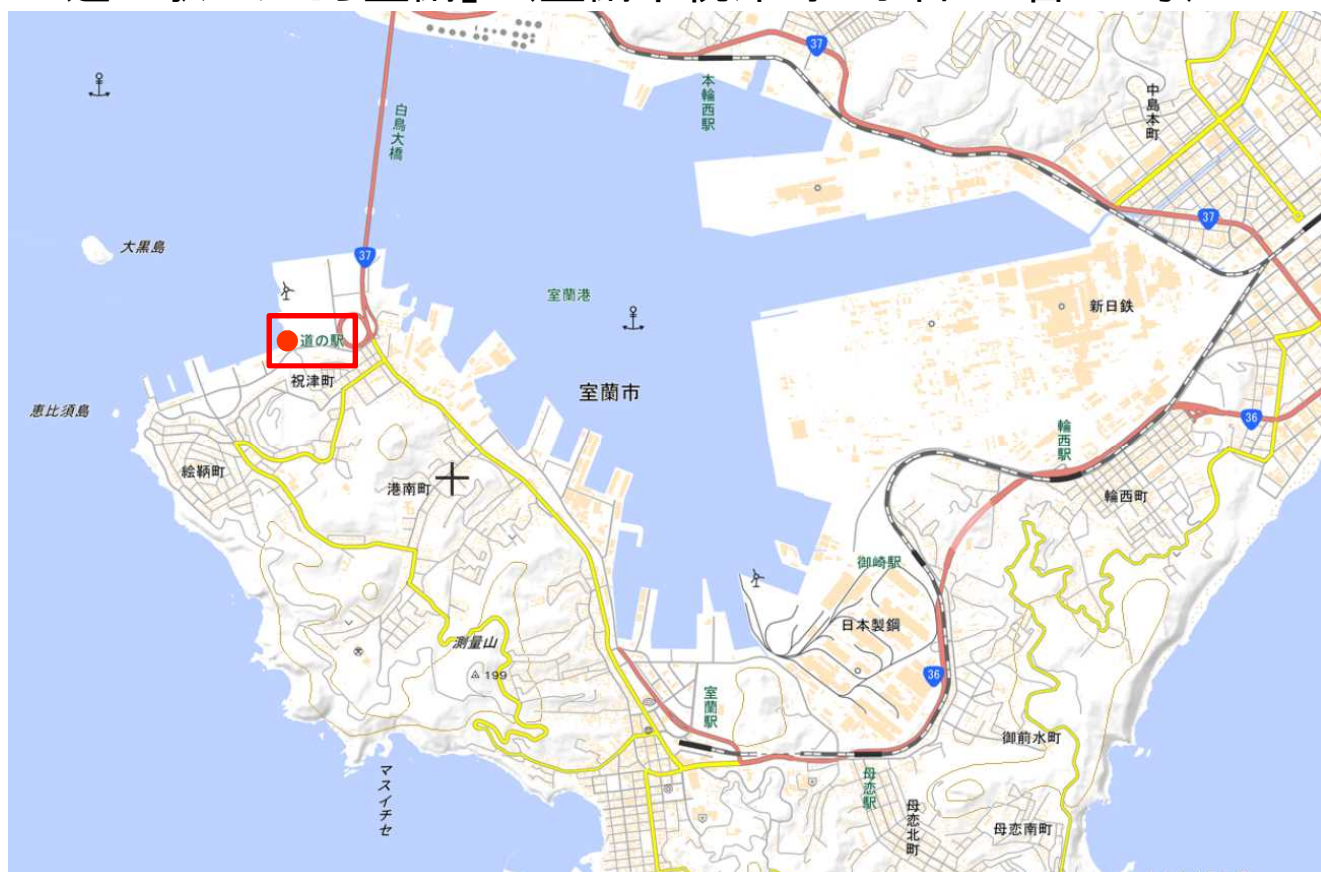 37
本輪西駅
中島本町
白鳥大橋
大黒島
37
37
室蘭港
新日鉄
道の駅
祝津町
室蘭市
恵比須島
36
輪西駅
絵鞆町
港南町
輪西町
御崎駅
日本製鋼
測量山
199
36
室蘭駅
御前水町
マスイチセ
母恋駅
母恋北町
母恋南町